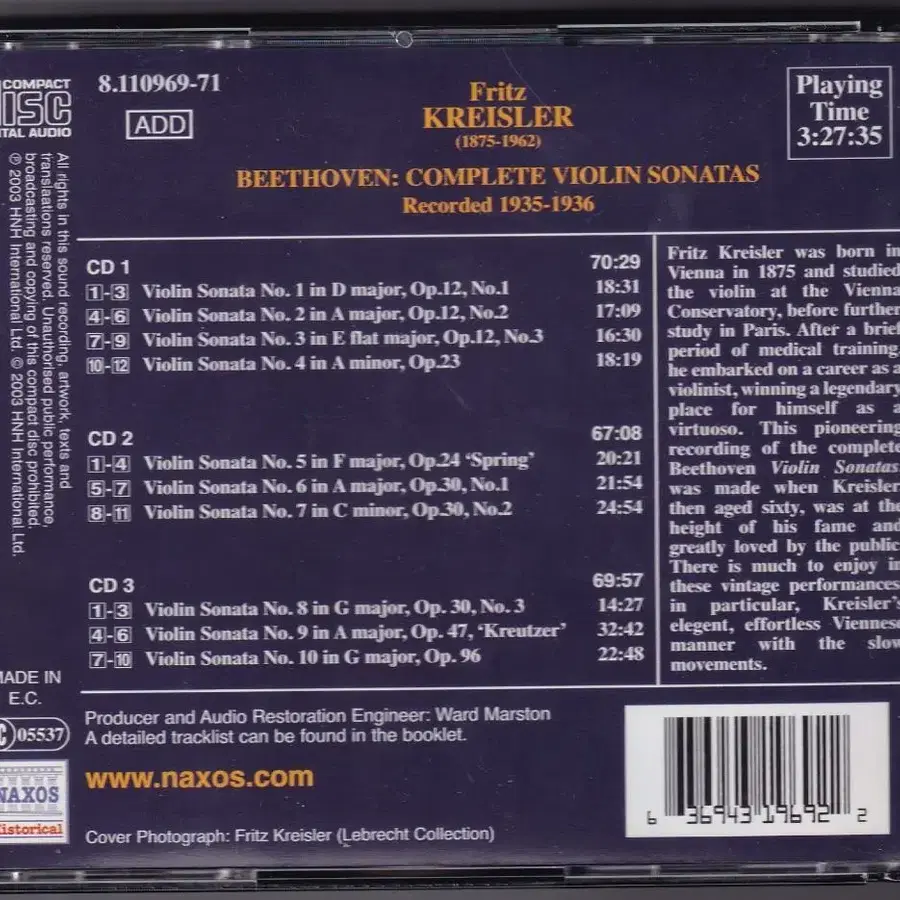 COMPACT
DISC
DIGITAL AUDIO
8.110969-71
ADD
Fritz
KREISLER
(1875-1962)
BEETHOVEN: COMPLETE VIOLIN SONATAS
Recorded 1935-1936
Playing
Time
3:27:35
All rights in this sound recording, artwork, texts and
translaations reserved. Unauthorised public performance,
broadcasting and copying of this compact disc prohibited.
℗ 2003 HNH International Ltd. © 2003 HNH International Ltd.
CD 1 70:29
1-3 Violin Sonata No. 1 in D major, Op.12, No.1 18:31
4-6 Violin Sonata No. 2 in A major, Op.12, No.2 17:09
7-9 Violin Sonata No. 3 in E flat major, Op.12, No.3 16:30
10-12 Violin Sonata No. 4 in A minor, Op.23 18:19
CD 2 67:08
1-4 Violin Sonata No. 5 in F major, Op.24 ‘Spring’ 20:21
5-7 Violin Sonata No. 6 in A major, Op.30, No.1 21:54
8-11 Violin Sonata No. 7 in C minor, Op.30, No.2 24:54
CD 3 69:57
1-3 Violin Sonata No. 8 in G major, Op. 30, No. 3 14:27
4-6 Violin Sonata No. 9 in A major, Op. 47, ‘Kreutzer’ 32:42
7-10 Violin Sonata No. 10 in G major, Op. 96 22:48
Fritz Kreisler was born in
Vienna in 1875 and studied
the violin at the Vienna
Conservatory, before further
study in Paris. After a brief
period of medical training,
he embarked on a career as a
violinist, winning a legendary
place for himself as a
virtuoso. This pioneering
recording of the complete
Beethoven Violin Sonatas
was made when Kreisler
then aged sixty, was at the
height of his fame and
greatly loved by the public
There is much to enjoy in
these vintage performances
in particular, Kreisler's
elegant, effortless Viennese
manner with the slow
movements.
MADE IN
E.C.
05537
NAXOS
Historical
Producer and Audio Restoration Engineer: Ward Marston
A detailed tracklist can be found in the booklet.
www.naxos.com
Cover Photograph: Fritz Kreisler (Lebrecht Collection)
6 36943 19692 2